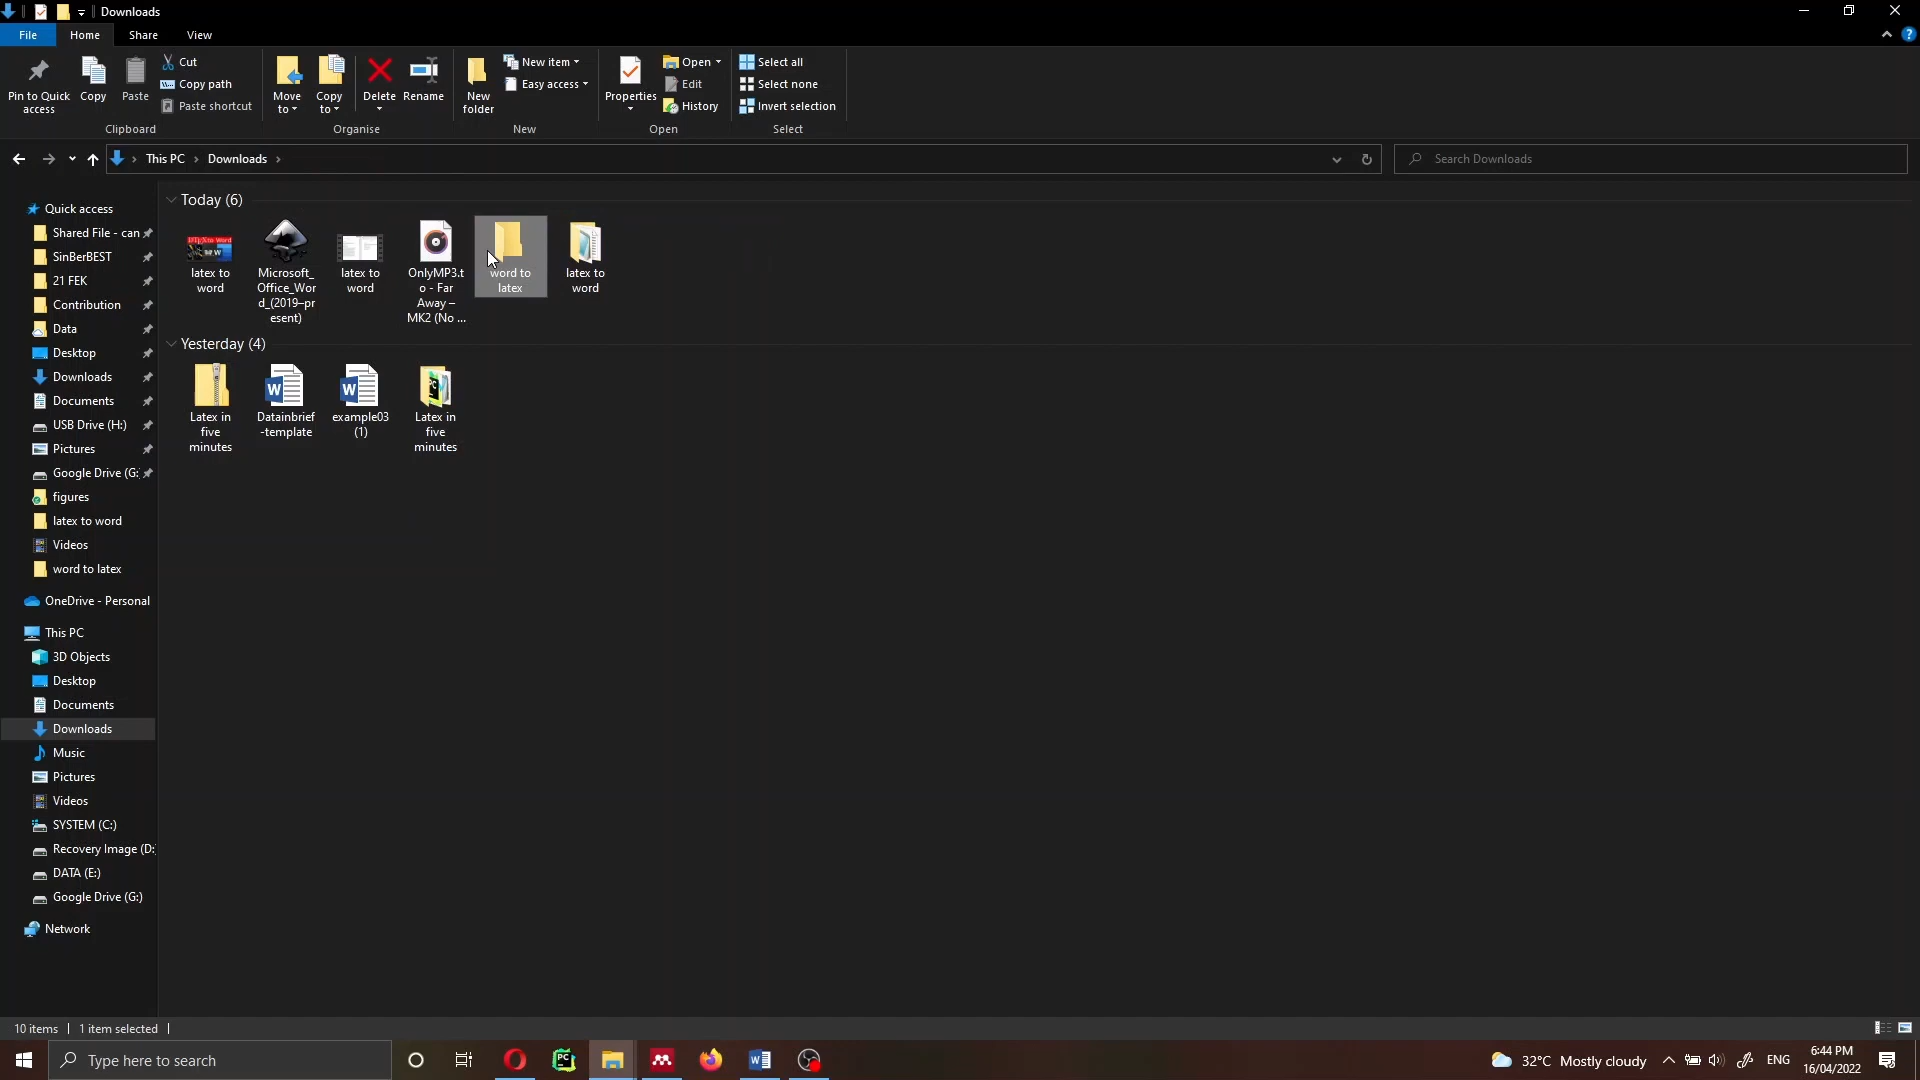 Downloads
File
Home
Share
View
Pin to Quick
access
Copy
Paste
Cut
Copy path
Paste shortcut
Clipboard
Move
to
Copy
to
Delete
Rename
Organise
New
folder
New item
Easy access
New
Properties
Open
Edit
History
Open
Select all
Select none
Invert selection
Select
This PC
Downloads
Search Downloads
Quick access
Shared File - can
SinBerBEST
21 FEK
Contribution
Data
Desktop
Downloads
Documents
USB Drive (H:)
Pictures
Google Drive (G:
figures
latex to word
Videos
word to latex
OneDrive - Personal
This PC
3D Objects
Desktop
Documents
Downloads
Music
Pictures
Videos
SYSTEM (C:)
Recovery Image (D:
DATA (E:)
Google Drive (G:)
Network
Today (6)
latex to
word
Microsoft_
Office_Wor
d_(2019–pr
esent)
latex to
word
OnlyMP3.t
o - Far
Away –
MK2 (No ...
word to
latex
latex to
word
Yesterday (4)
Latex in
five
minutes
Datainbrief
-template
example03
(1)
Latex in
five
minutes
10 items
1 item selected
Type here to search
32°C Mostly cloudy
ENG
6:44 PM
16/04/2022